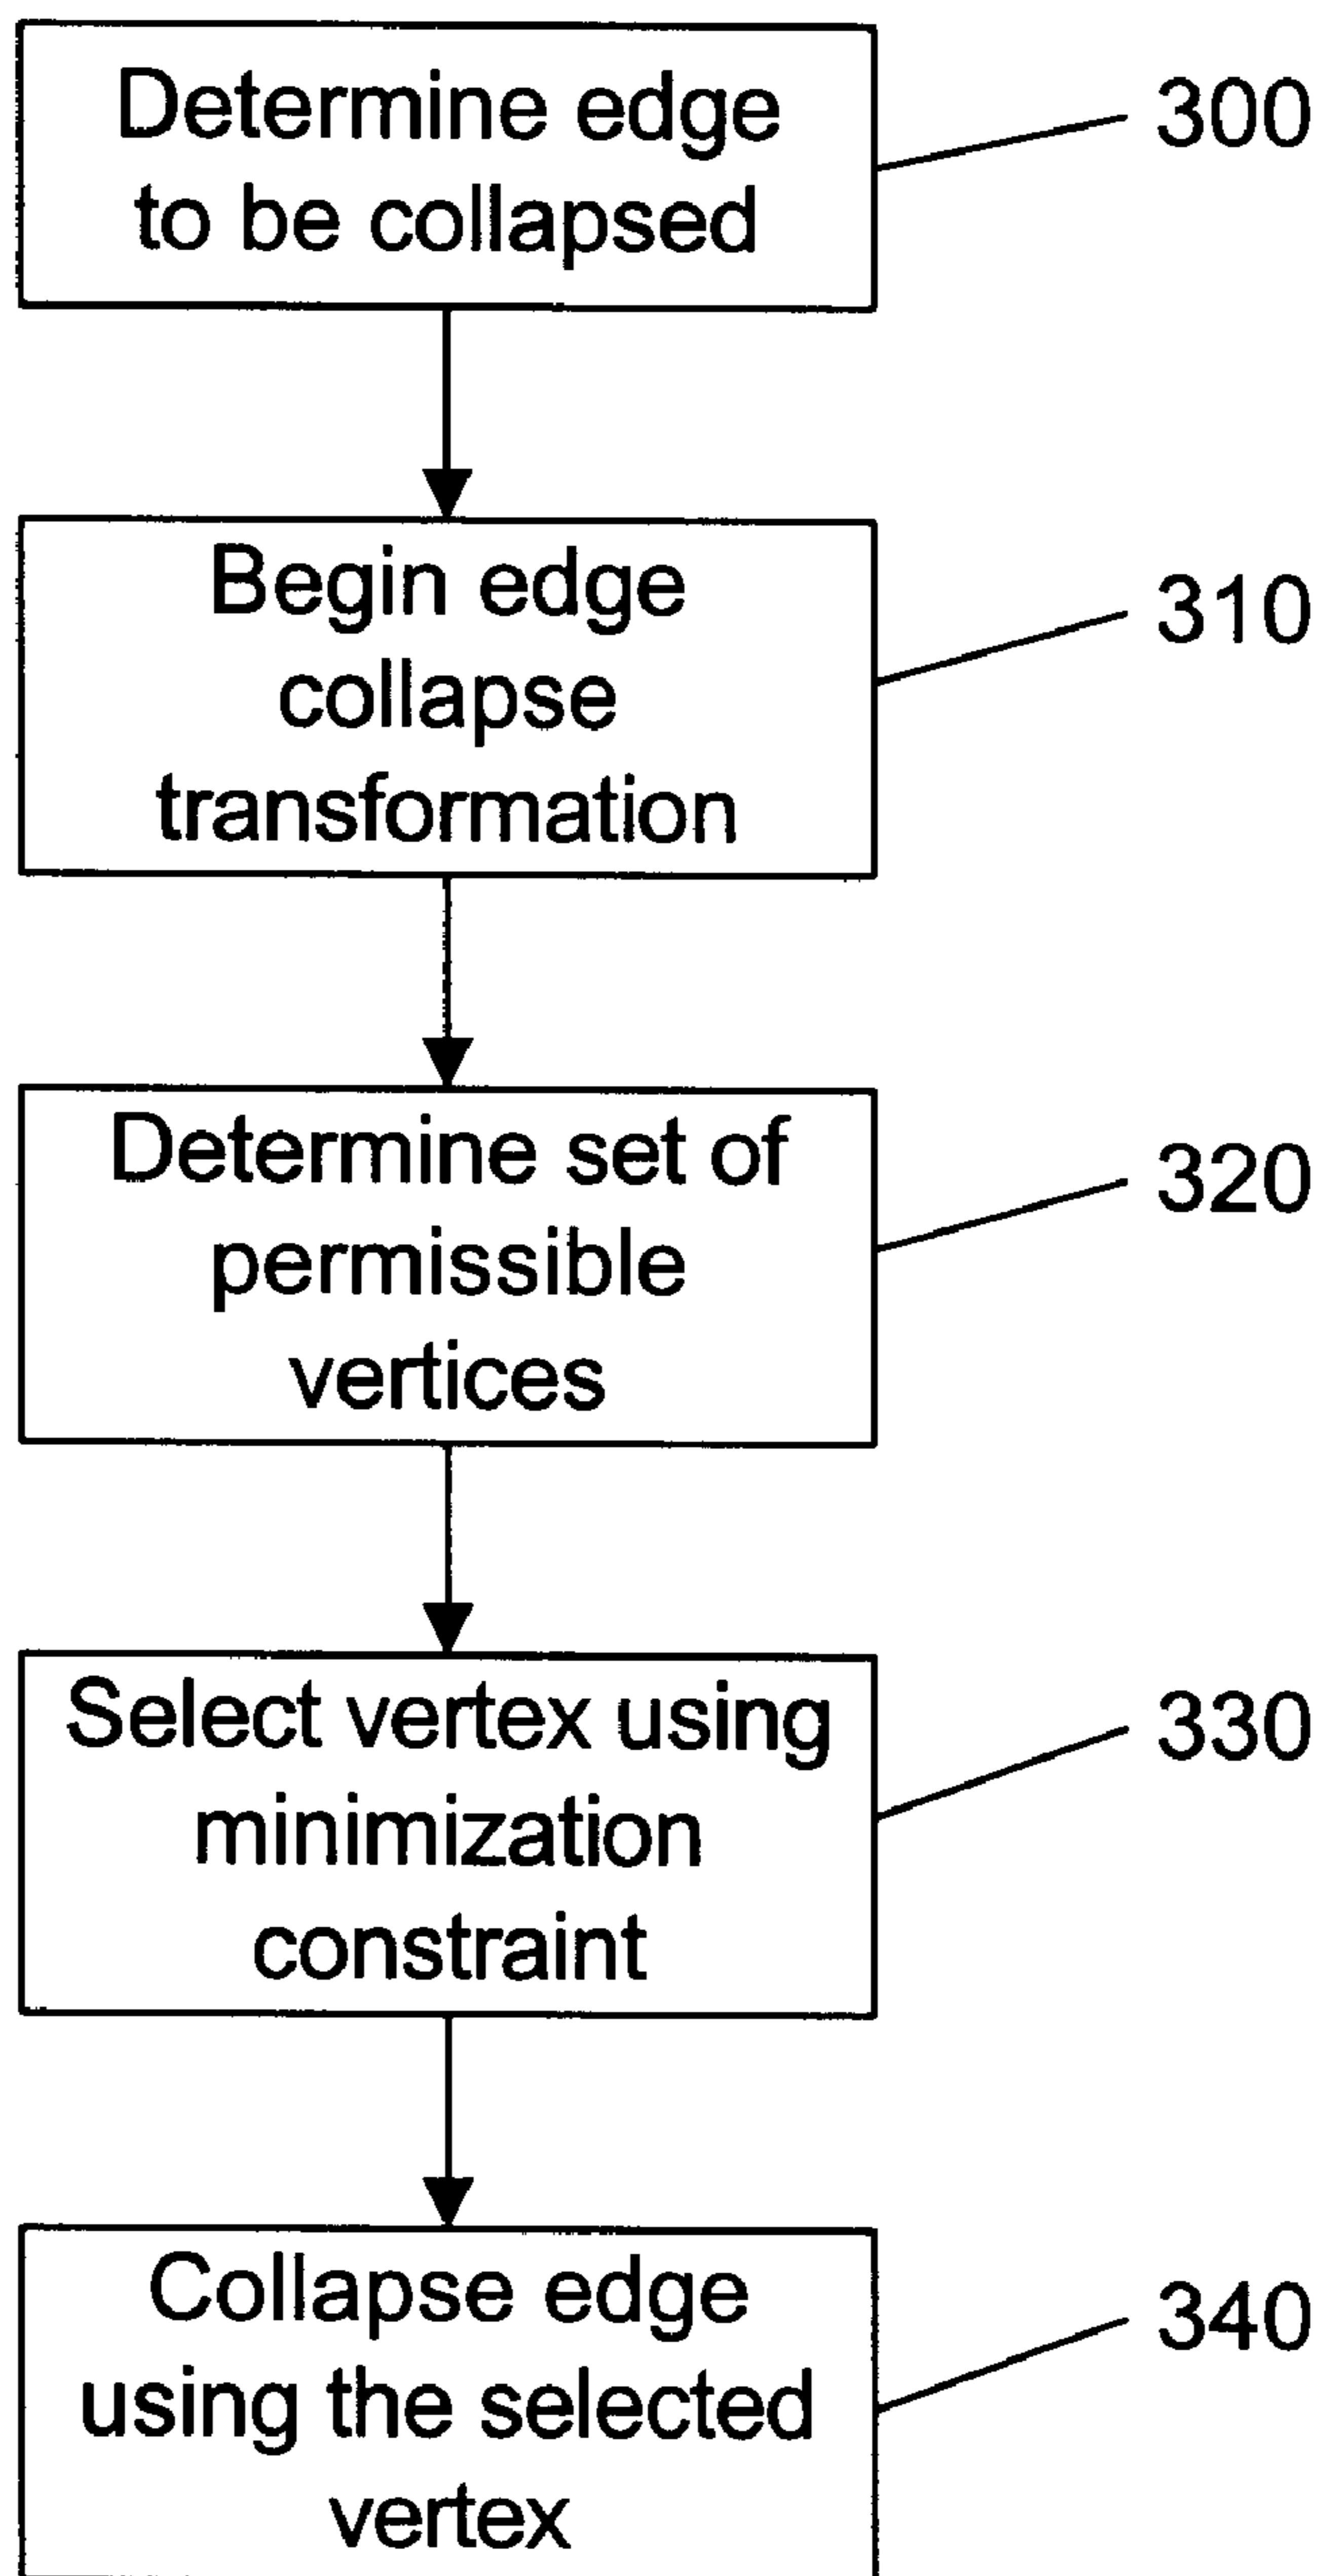 Determine edge
to be collapsed
300
Begin edge
collapse
transformation
310
Determine set of
permissible
vertices
320
Select vertex using
minimization
constraint
330
Collapse edge
using the selected
vertex
340